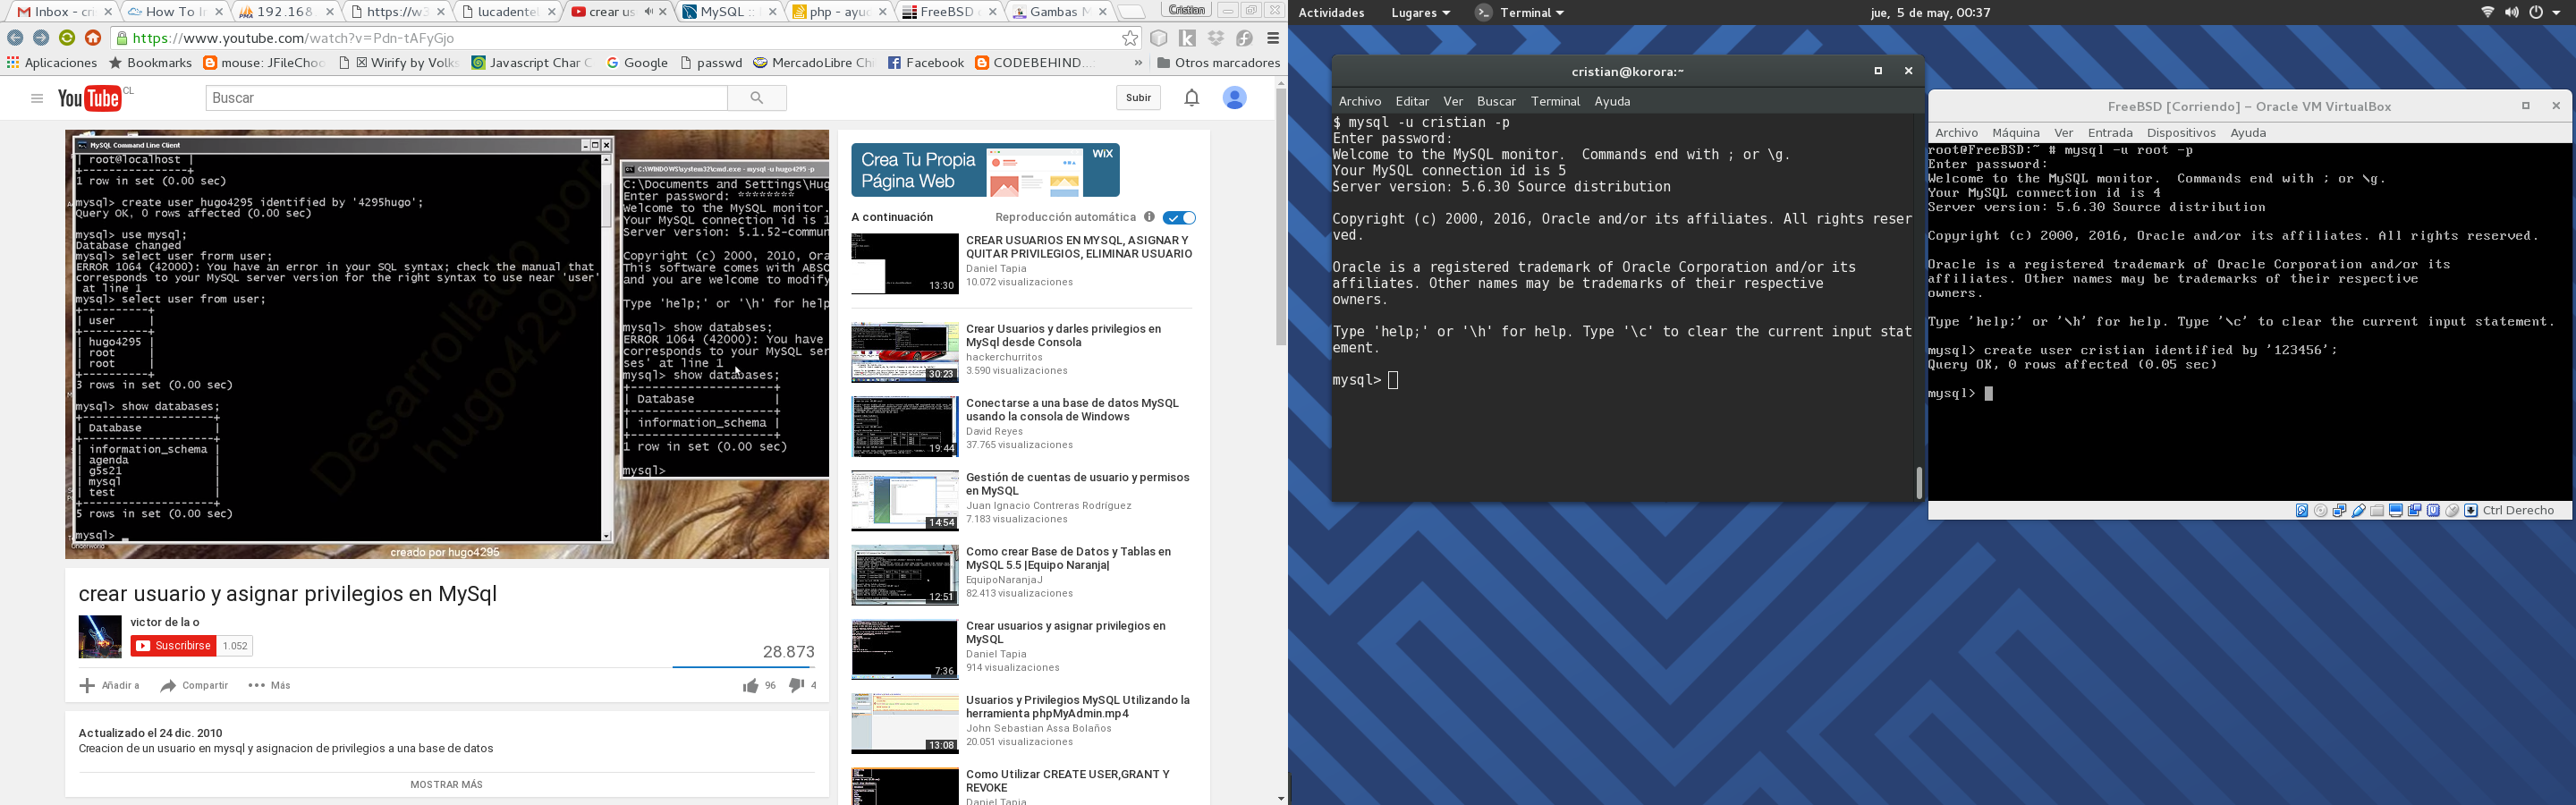 Inbox - cri
How To In
192.168
https://w3
lucadentel
crear us
MySQL ::
php - ayu
FreeBSD
Gambas M
Cristian
https://www.youtube.com/watch?v=Pdn-tAFyGjo
Aplicaciones
Bookmarks
mouse: JFileChoo
Wirify by Volks
Javascript Char C
Google
passwd
MercadoLibre Chi
Facebook
CODEBEHIND....
»
Otros marcadores
YouTube CL
Buscar
Subir
MySQL Command Line Client
| root@localhost |
1 row in set (0.00 sec)
mysql> create user hugo4295 identified by '4295hugo';
Query OK, 0 rows affected (0.00 sec)
mysql> use mysql;
Database changed
mysql> select user frorm user;
ERROR 1064 (42000): You have an error in your SQL syntax; check the manual that
corresponds to your MySQL server version for the right syntax to use near 'user'
at line 1
mysql> select user from user;
+-----------+
| user |
+-----------+
| hugo4295 |
| root |
| root |
+-----------+
3 rows in set (0.00 sec)
mysql> show databases;
+--------------------+
| Database |
+--------------------+
| information_schema |
| agenda |
| g5s21 |
| mysql |
| test |
+--------------------+
5 rows in set (0.00 sec)
mysql> _
C:\WINDOWS\system32\cmd.exe - mysql -u hugo4295 -p
C:\Documents and Settings\Hug
Enter password: ********
Welcome to the MySQL monitor.
Your MySQL connection id is 1
Server version: 5.1.52-commun
Copyright (c) 2000, 2010, Ora
This software comes with ABSO
and you are welcome to modify
Type 'help;' or '\h' for help
mysql> show databses;
ERROR 1064 (42000): You have
corresponds to your MySQL ser
ses' at line 1
mysql> show databases;
+--------------------+
| Database |
+--------------------+
| information_schema |
+--------------------+
1 row in set (0.00 sec)
mysql>
Desarrollado por
hugo4295
creado por hugo4295
crear usuario y asignar privilegios en MySql
victor de la o
Suscribirse 1.052
28.873
Añadir a
Compartir
Más
96
4
Actualizado el 24 dic. 2010
Creacion de un usuario en mysql y asignacion de privilegios a una base de datos
MOSTRAR MÁS
Crea Tu Propia
Página Web
WiX
A continuación
Reproducción automática
CREAR USUARIOS EN MYSQL, ASIGNAR Y
QUITAR PRIVILEGIOS, ELIMINAR USUARIO
Daniel Tapia
10.072 visualizaciones
13:30
Crear Usuarios y darles privilegios en
MySql desde Consola
hackerchurritos
3.590 visualizaciones
30:23
Conectarse a una base de datos MySQL
usando la consola de Windows
David Reyes
37.765 visualizaciones
19:44
Gestión de cuentas de usuario y permisos
en MySQL
Juan Ignacio Contreras Rodríguez
7.183 visualizaciones
14:54
Como crear Base de Datos y Tablas en
MySQL 5.5 |Equipo Naranja|
EquipoNaranjaJ
82.413 visualizaciones
12:51
Crear usuarios y asignar privilegios en
MySQL
Daniel Tapia
914 visualizaciones
7:36
Usuarios y Privilegios MySQL Utilizando la
herramienta phpMyAdmin.mp4
John Sebastian Assa Bolaños
20.051 visualizaciones
13:08
Como Utilizar CREATE USER,GRANT Y
REVOKE
Daniel Tapia
Actividades
Lugares
Terminal
jue, 5 de may, 00:37
cristian@korora:~
Archivo Editar Ver Buscar Terminal Ayuda
$ mysql -u cristian -p
Enter password:
Welcome to the MySQL monitor. Commands end with ; or \g.
Your MySQL connection id is 5
Server version: 5.6.30 Source distribution
Copyright (c) 2000, 2016, Oracle and/or its affiliates. All rights reser
ved.
Oracle is a registered trademark of Oracle Corporation and/or its
affiliates. Other names may be trademarks of their respective
owners.
Type 'help;' or '\h' for help. Type '\c' to clear the current input stat
ement.
mysql>
FreeBSD [Corriendo] – Oracle VM VirtualBox
Archivo Máquina Ver Entrada Dispositivos Ayuda
root@FreeBSD:~ # mysql -u root -p
Enter password:
Welcome to the MySQL monitor. Commands end with ; or \g.
Your MySQL connection id is 4
Server version: 5.6.30 Source distribution
Copyright (c) 2000, 2016, Oracle and/or its affiliates. All rights reserved.
Oracle is a registered trademark of Oracle Corporation and/or its
affiliates. Other names may be trademarks of their respective
owners.
Type 'help;' or '\h' for help. Type '\c' to clear the current input statement.
mysql> create user cristian identified by '123456';
Query OK, 0 rows affected (0.05 sec)
mysql>
Ctrl Derecho